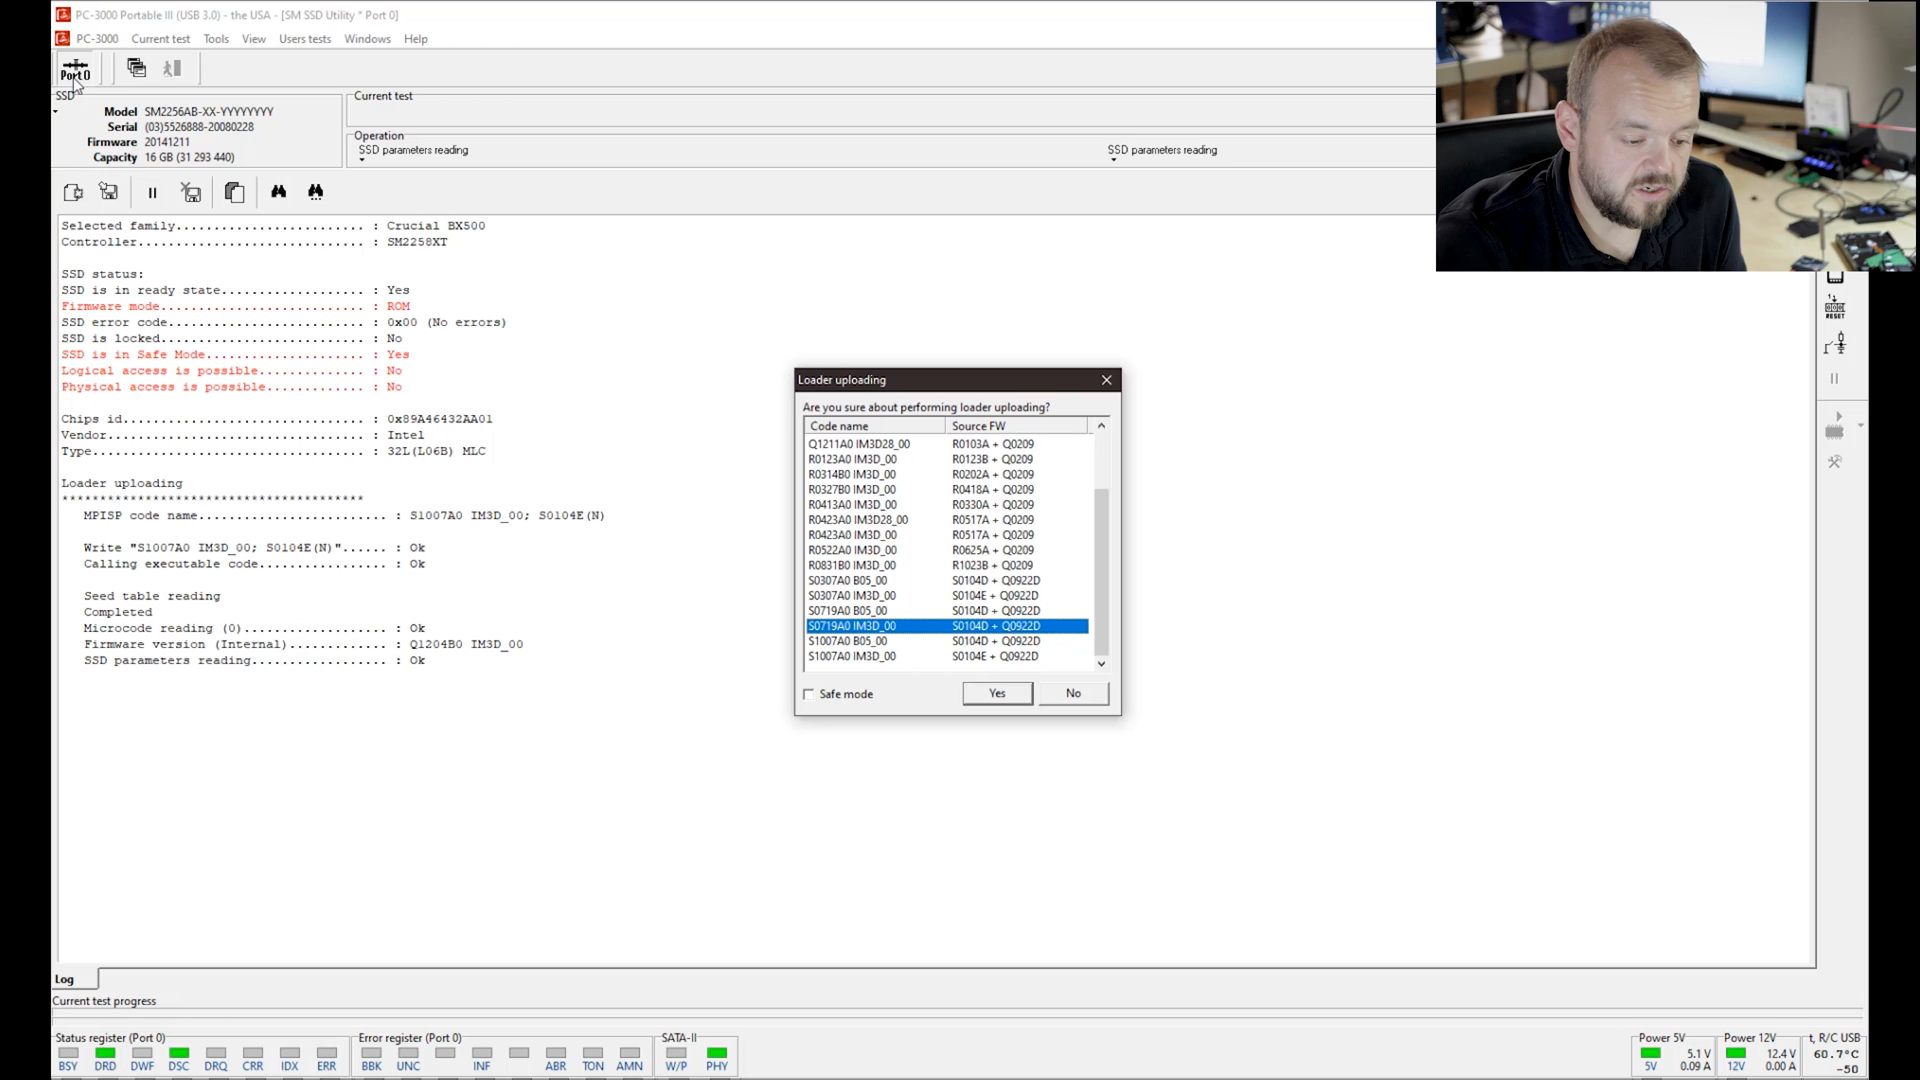 PC-3000 Portable III (USB 3.0) - the USA - [SM SSD Utility * Port 0]
PC-3000 Current test Tools View Users tests Windows Help
Port 0
SSD
Model SM2256AB-XX-YYYYYYYY
Serial (03)5526888-20080228
Firmware 20141211
Capacity 16 GB (31 293 440)
Current test
Operation
SSD parameters reading SSD parameters reading
Selected family......................... : Crucial BX500
Controller.............................. : SM2258XT
SSD status:
SSD is in ready state................... : Yes
Firmware mode........................... : ROM
SSD error code.......................... : 0x00 (No errors)
SSD is locked........................... : No
SSD is in Safe Mode..................... : Yes
Logical access is possible.............. : No
Physical access is possible............. : No
Chips id................................ : 0x89A46432AA01
Vendor.................................. : Intel
Type.................................... : 32L(L06B) MLC
Loader uploading
****************************************
MPISP code name......................... : S1007A0 IM3D_00; S0104E(N)
Write "S1007A0 IM3D_00; S0104E(N)"...... : Ok
Calling executable code................. : Ok
Seed table reading
Completed
Microcode reading (0)................... : Ok
Firmware version (Internal)............. : Q1204B0 IM3D_00
SSD parameters reading.................. : Ok
Loader uploading
Are you sure about performing loader uploading?
Code name Source FW
Q1211A0 IM3D28_00 R0103A + Q0209
R0123A0 IM3D_00 R0123B + Q0209
R0314B0 IM3D_00 R0202A + Q0209
R0327B0 IM3D_00 R0418A + Q0209
R0413A0 IM3D_00 R0330A + Q0209
R0423A0 IM3D28_00 R0517A + Q0209
R0423A0 IM3D_00 R0517A + Q0209
R0522A0 IM3D_00 R0625A + Q0209
R0831B0 IM3D_00 R1023B + Q0209
S0307A0 B05_00 S0104D + Q0922D
S0307A0 IM3D_00 S0104E + Q0922D
S0719A0 B05_00 S0104D + Q0922D
S0719A0 IM3D_00 S0104D + Q0922D
S1007A0 B05_00 S0104D + Q0922D
S1007A0 IM3D_00 S0104E + Q0922D
Safe mode Yes No
RESET
Log
Current test progress
Status register (Port 0) Error register (Port 0) SATA-II Power 5V Power 12V t, R/C USB
5.1 V 12.4 V 60.7°C
BSY DRD DWF DSC DRQ CRR IDX ERR BBK UNC INF ABR TON AMN W/P PHY 5V 0.09 A 12V 0.00 A -50